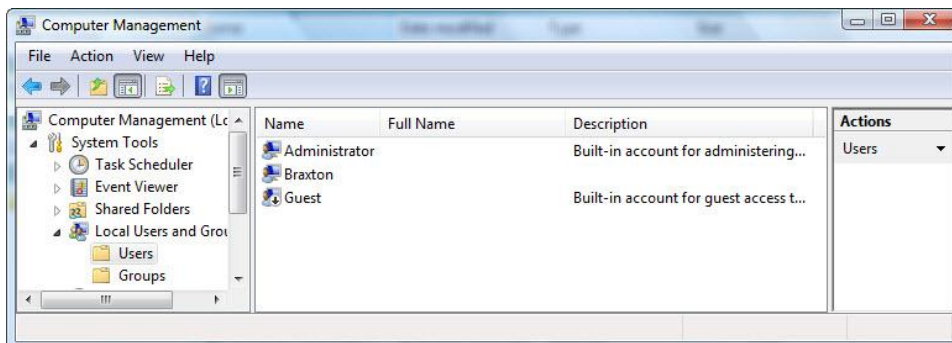 Computer Management
File Action View Help
Computer Management (Lc
System Tools
Task Scheduler
Event Viewer
Shared Folders
Local Users and Grou
Users
Groups
Name Full Name Description
Administrator Built-in account for administering...
Braxton
Guest Built-in account for guest access t...
Actions
Users